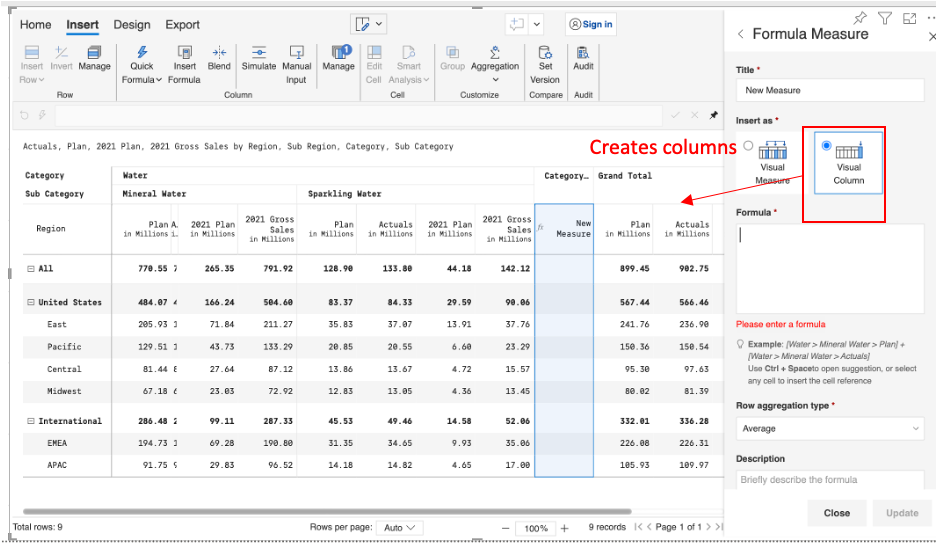 Home Insert Design Export
Sign in
Insert Row
Invert
Manage
Quick Formula
Insert Formula
Blend
Simulate
Manual Input
Manage
1
Edit Cell
Smart Analysis
Group
Aggregation
Set Version
Audit
Row Column Cell Customize Compare Audit
Actuals, Plan, 2021 Plan, 2021 Gross Sales by Region, Sub Region, Category, Sub Category
Creates columns
Category Water Category… Grand Total
Sub Category Mineral Water Sparkling Water
Region
Plan in Millions
A… i…
2021 Plan in Millions
2021 Gross Sales in Millions
Plan in Millions
Actuals in Millions
2021 Plan in Millions
2021 Gross Sales in Millions
fx New Measure
Plan in Millions
Actuals in Millions
All 770.55 7 265.35 791.92 128.90 133.80 44.18 142.12 899.45 902.75
United States 484.07 4 166.24 504.60 83.37 84.33 29.59 90.06 567.44 566.46
East 205.93 1 71.84 211.27 35.83 37.07 13.91 37.76 241.76 236.90
Pacific 129.51 1 43.73 133.29 20.85 20.55 6.60 23.29 150.36 150.54
Central 81.44 8 27.64 87.12 13.86 13.67 4.72 15.57 95.30 97.63
Midwest 67.18 6 23.03 72.92 12.83 13.05 4.36 13.45 80.02 81.39
International 286.48 2 99.11 287.33 45.53 49.46 14.58 52.06 332.01 336.28
EMEA 194.73 1 69.28 190.80 31.35 34.65 9.93 35.06 226.08 226.31
APAC 91.75 9 29.83 96.52 14.18 14.82 4.65 17.00 105.93 109.97
Total rows: 9
Rows per page: Auto
100%
9 records
Page 1 of 1
Formula Measure
Title *
New Measure
Insert as *
Visual Measure
Visual Column
Formula *
Please enter a formula
Example: [Water > Mineral Water > Plan] +
[Water > Mineral Water > Actuals]
Use Ctrl + Spaceto open suggestion, or select
any cell to insert the cell reference
Row aggregation type *
Average
Description
Briefly describe the formula
Close Update